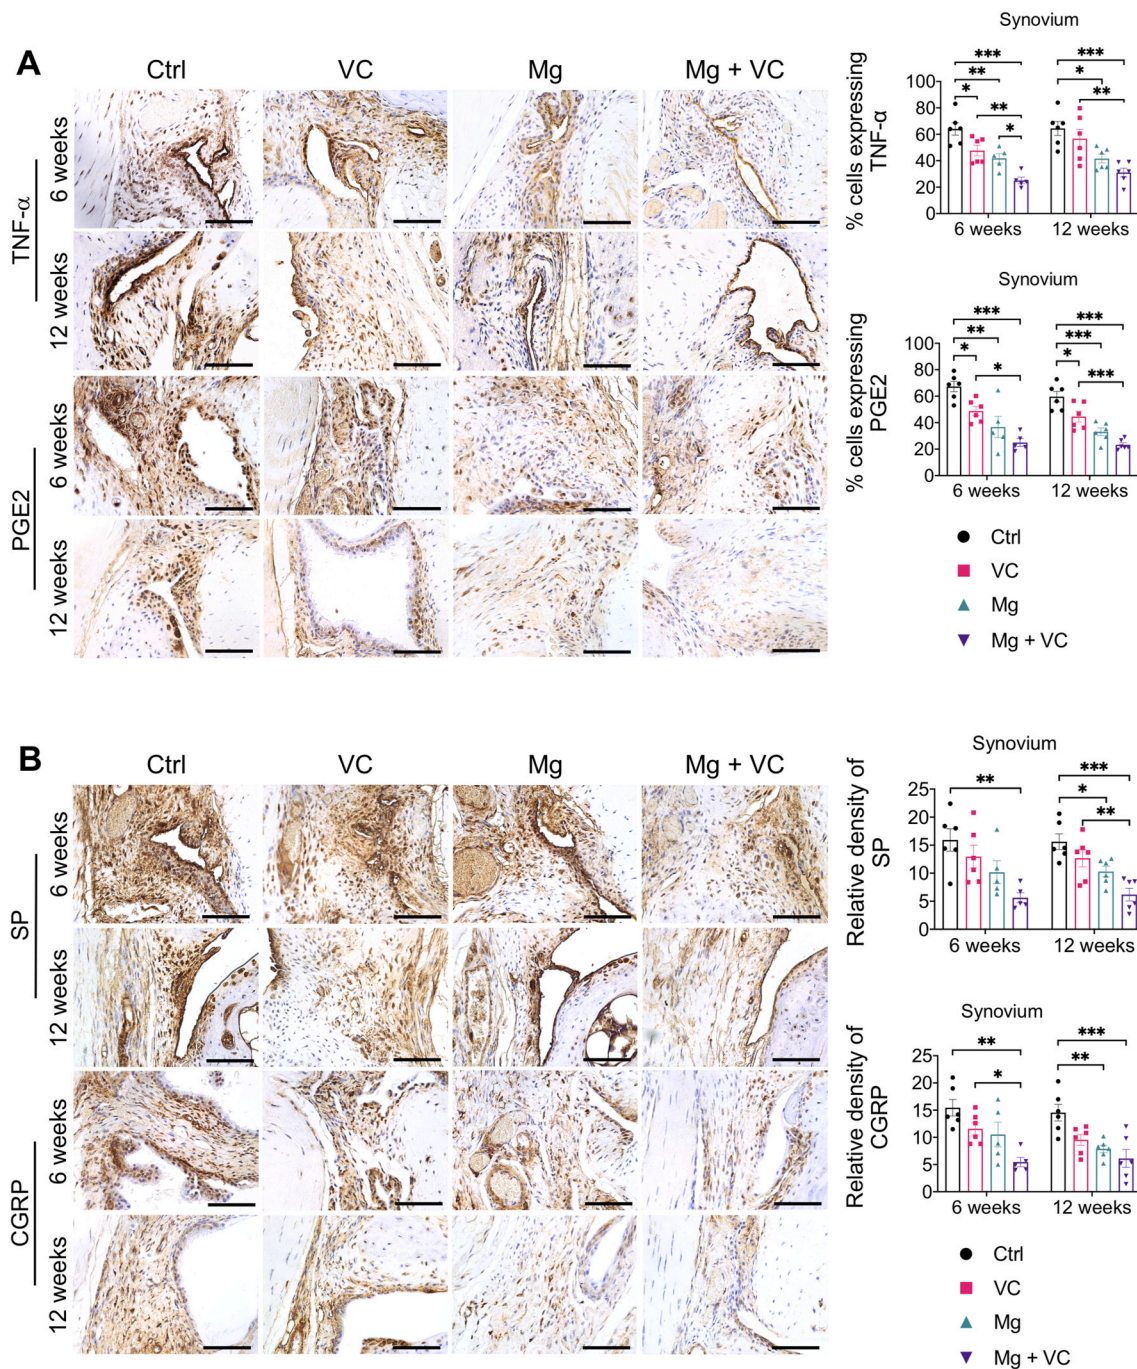 A
Ctrl
VC
Mg
Mg + VC
TNF-α
6 weeks
12 weeks
PGE2
6 weeks
12 weeks
Synovium
% cells expressing
TNF-α
100
80
60
40
20
0
***
**
*
**
*
***
*
**
6 weeks
12 weeks
Synovium
% cells expressing
PGE2
100
80
60
40
20
0
***
**
*
*
***
***
*
***
6 weeks
12 weeks
Ctrl
VC
Mg
Mg + VC
B
Ctrl
VC
Mg
Mg + VC
SP
6 weeks
12 weeks
CGRP
6 weeks
12 weeks
Synovium
Relative density of
SP
25
20
15
10
5
0
**
***
*
**
6 weeks
12 weeks
Synovium
Relative density of
CGRP
25
20
15
10
5
0
**
*
***
**
6 weeks
12 weeks
Ctrl
VC
Mg
Mg + VC